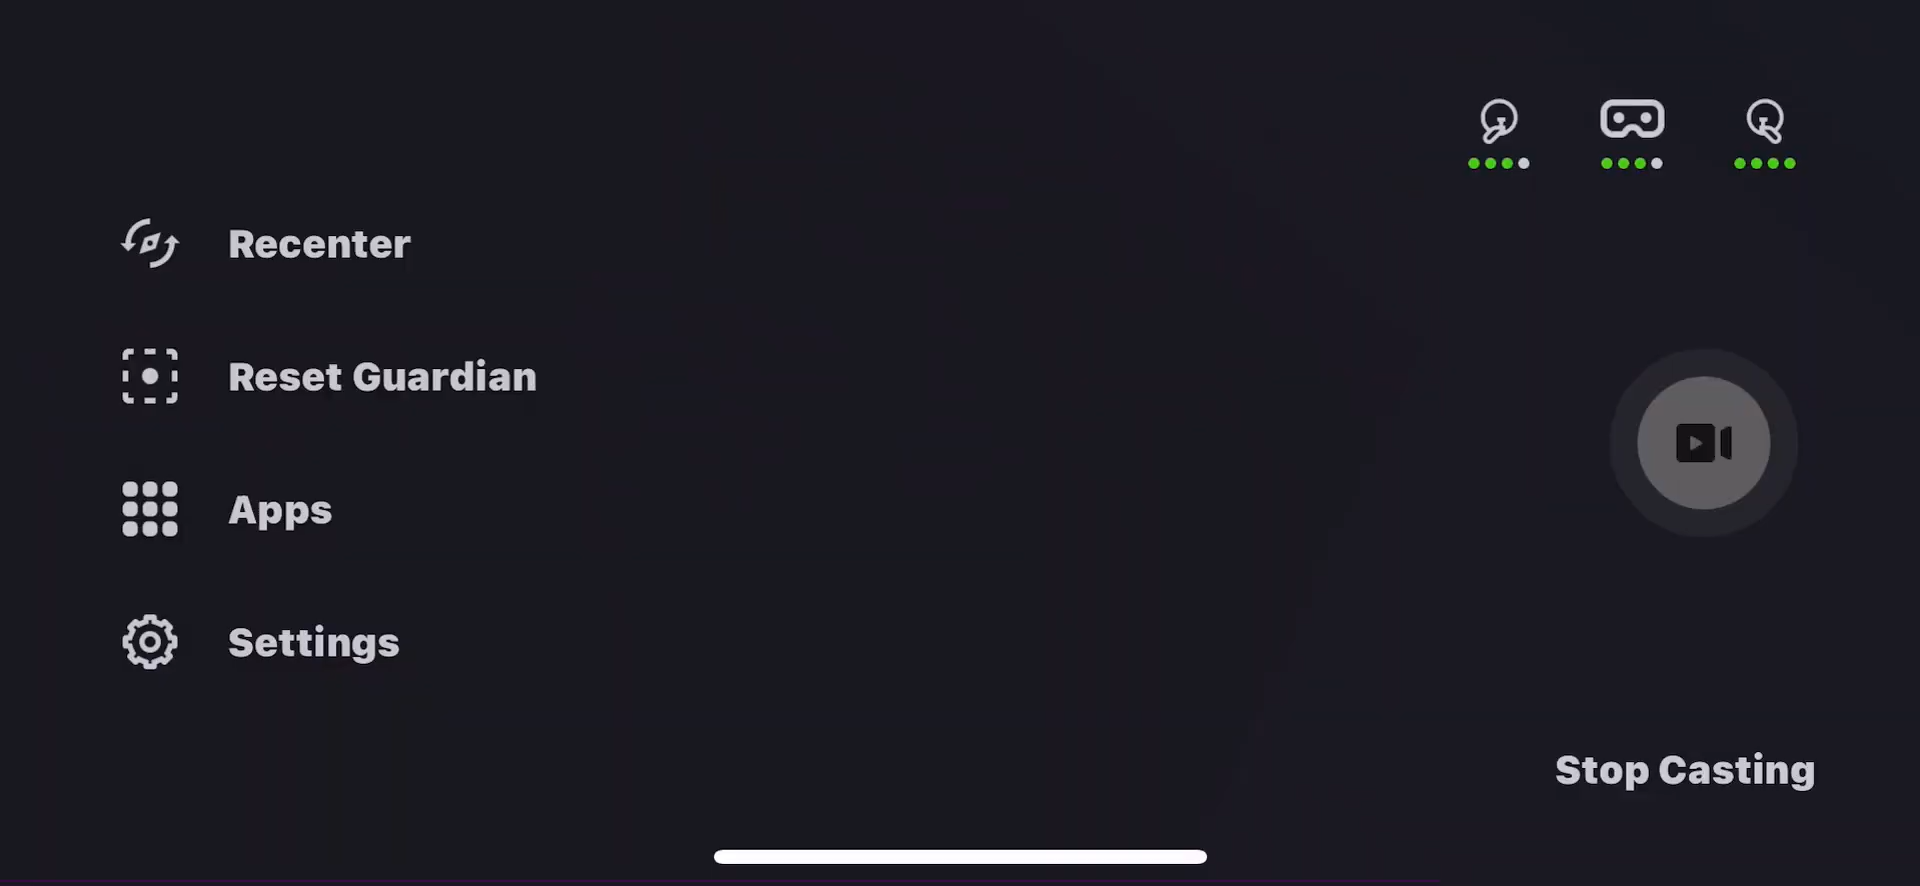 Recenter
Reset Guardian
Apps
Settings
Stop Casting